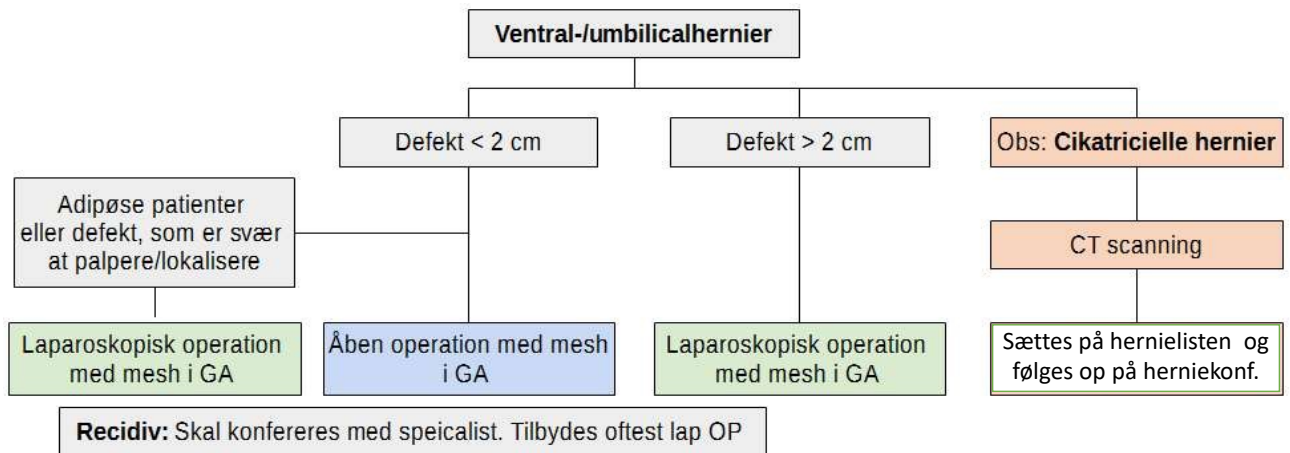 Ventral-/umbilicalhernier
Defekt < 2 cm
Defekt > 2 cm
Obs: Cikatricielle hernier
Adipøse patienter
eller defekt, som er svær
at palpere/lokalisere
CT scanning
Laparoskopisk operation
med mesh i GA
Åben operation med mesh
i GA
Laparoskopisk operation
med mesh i GA
Sættes på hernielisten og
følges op på herniekonf.
Recidiv: Skal konfereres med speicalist. Tilbydes oftest lap OP